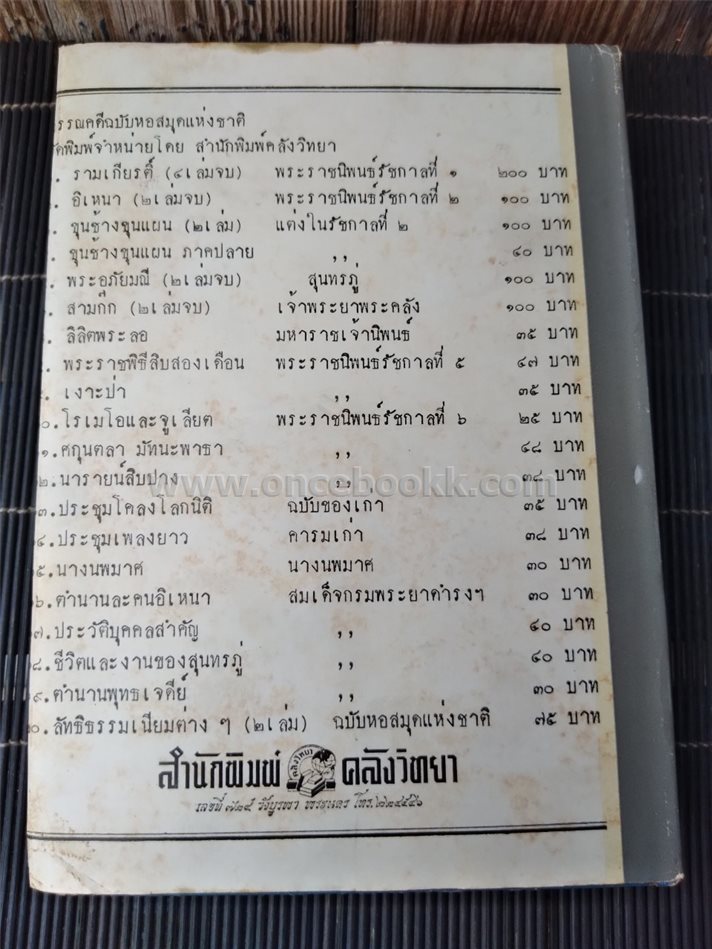 รรณคดีฉบับหอสมุดแห่งชาติ
พิมพ์จำหน่ายโดย สำนักพิมพ์คลังวิทยา
. รามเกียรติ์ (๔เล่มจบ) พระราชนิพนธ์รัชกาลที่ ๑ ๒๐๐ บาท
. อิเหนา (๒เล่มจบ) พระราชนิพนธ์รัชกาลที่ ๒ ๑๐๐ บาท
. ขุนช้างขุนแผน (๒เล่ม) แต่งในรัชกาลที่ ๒ ๑๐๐ บาท
. ขุนช้างขุนแผน ภาคปลาย ,, ๔๐ บาท
. พระอภัยมณี (๒เล่มจบ) สุนทรภู่ ๑๐๐ บาท
. สามก๊ก (๒เล่มจบ) เจ้าพระยาพระคลัง ๑๐๐ บาท
. ลิลิตพระลอ มหาราชเจ้านิพนธ์ ๓๕ บาท
. พระราชพิธีสิบสองเดือน พระราชนิพนธ์รัชกาลที่ ๕ ๔๗ บาท
. เงาะป่า ,, ๓๕ บาท
๐. โรเมโอและจูเลียต พระราชนิพนธ์รัชกาลที่ ๖ ๒๕ บาท
๑. ศกุนตลา มัทนะพาธา ,, ๔๘ บาท
๒. นารายน์สิบปาง ,, ๓๘ บาท
www.oncebookk.com
๓. ประชุมโคลงโลกนิติ ฉบับของเก่า ๓๕ บาท
๔. ประชุมเพลงยาว คารมเก่า ๓๘ บาท
๕. นางนพมาศ นางนพมาศ ๓๐ บาท
๖. ตำนานละคนอิเหนา สมเด็จกรมพระยาดำรงฯ ๓๐ บาท
๗. ประวัติบุคคลสำคัญ ,, ๔๐ บาท
๘. ชีวิตและงานของสุนทรภู่ ,, ๔๐ บาท
๙. ตำนานพุทธเจดีย์ ,, ๓๐ บาท
๐. ลัทธิธรรมเนียมต่าง ๆ (๒เล่ม) ฉบับหอสมุดแห่งชาติ ๗๕ บาท
สำนักพิมพ์ คลังวิทยา คลังวิทยา
เลขที่ ๗๒๔ วังบูรพา พระนคร โทร.๒๒๔๕๔๖